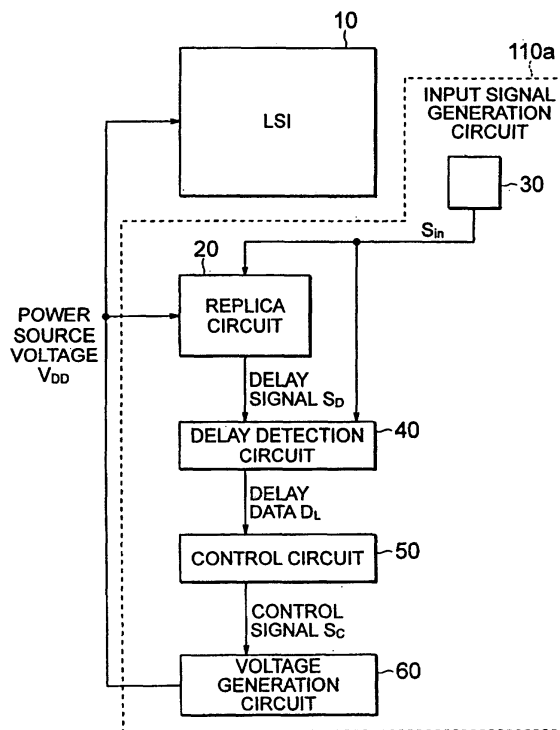 10
110a
LSI
INPUT SIGNAL
GENERATION
CIRCUIT
30
Sin
20
REPLICA
CIRCUIT
POWER
SOURCE
VOLTAGE
VDD
DELAY
SIGNAL SD
DELAY DETECTION
CIRCUIT
40
DELAY
DATA DL
CONTROL CIRCUIT
50
CONTROL
SIGNAL SC
VOLTAGE
GENERATION
CIRCUIT
60